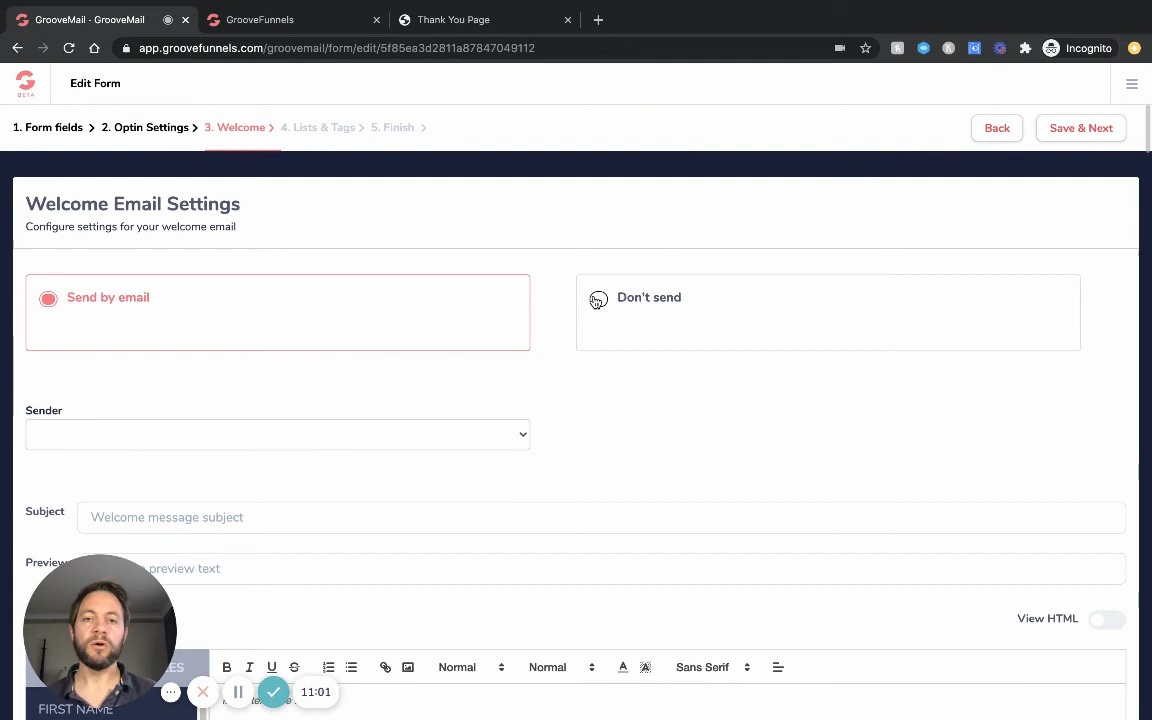 GrooveMail - GrooveMail
GrooveFunnels
Thank You Page
app.groovefunnels.com/groovemail/form/edit/5f85ea3d2811a87847049112
Incognito
BETA
Edit Form
1. Form fields
2. Optin Settings
3. Welcome
4. Lists & Tags
5. Finish
Back
Save & Next
Welcome Email Settings
Configure settings for your welcome email
Send by email
Don't send
Sender
Subject
Welcome message subject
Preview
preview text
View HTML
B I U S
Normal
Normal
A
A
Sans Serif
11:01
FIRST NAME